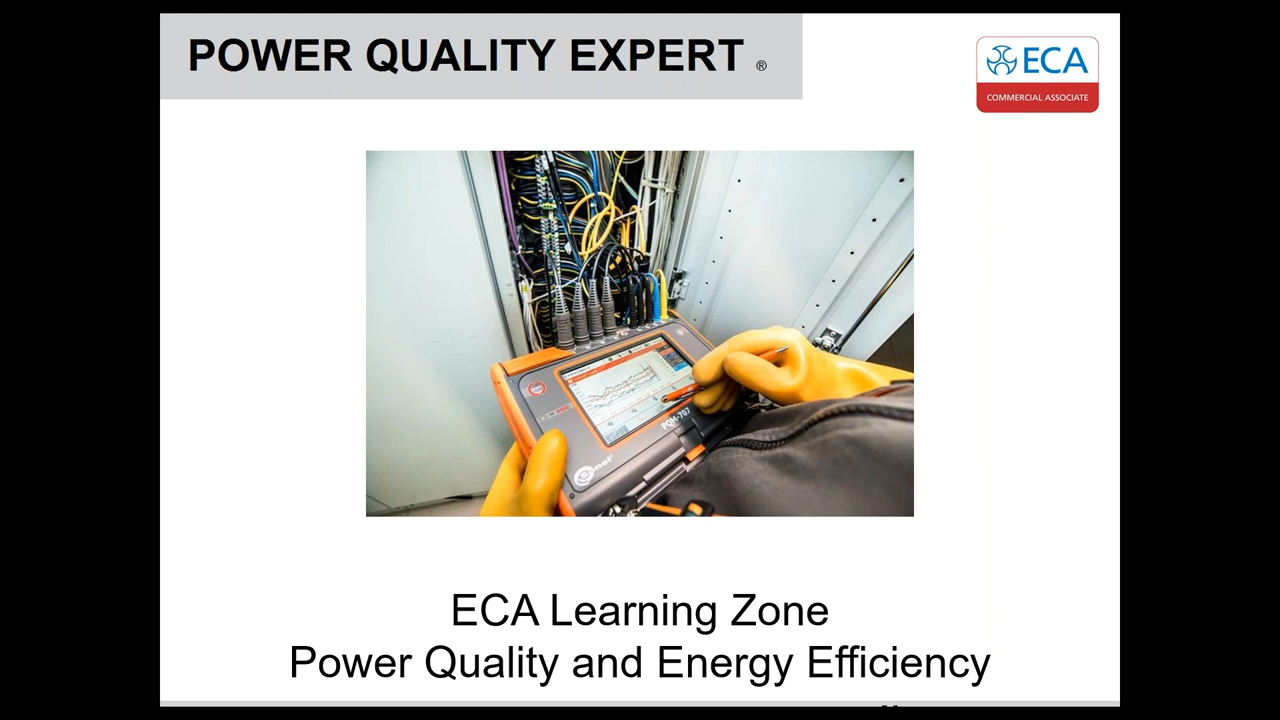 POWER QUALITY EXPERT ®
ECA
COMMERCIAL ASSOCIATE
PQM-707
ECA Learning Zone
Power Quality and Energy Efficiency